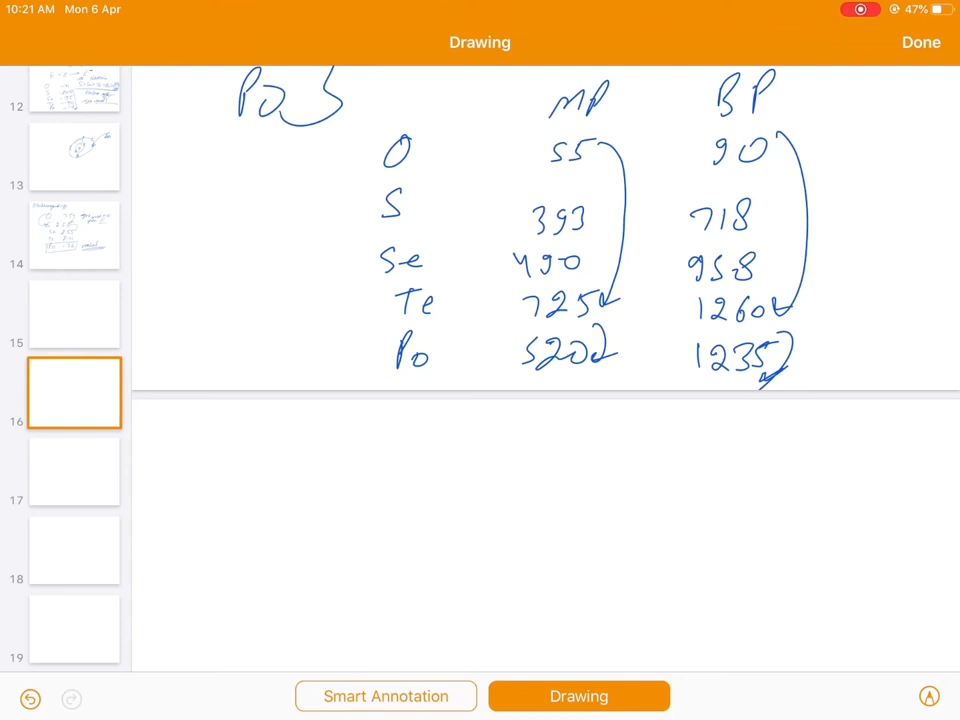 10:21 AM Mon 6 Apr
47%
Drawing
Done
12
13
14
15
16
17
18
19
Po S
MP BP
O 55 90
S 393 718
Se 490 958
Te 725 1260
Po 520 1235
Smart Annotation
Drawing